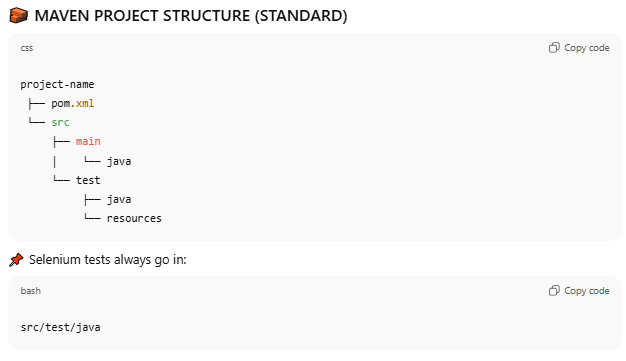 🧱 MAVEN PROJECT STRUCTURE (STANDARD)
css Copy code
project-name
├── pom.xml
└── src
    ├── main
    │   └── java
    └── test
        ├── java
        └── resources
📌 Selenium tests always go in:
bash Copy code
src/test/java